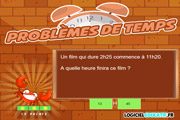 PROBLÈMES DE TEMPS
Un film qui dure 2h25 commence à 11h20.
A quelle heure finira ce film ?
LOGICIELEDUCATIF.FR